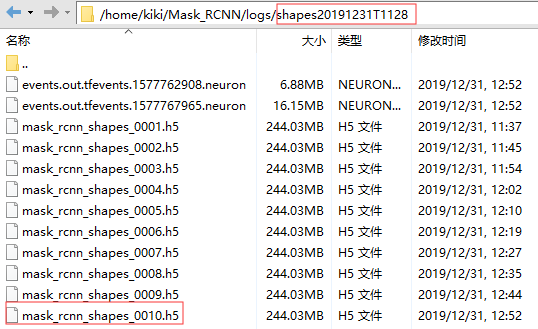 /home/kiki/Mask_RCNN/logs/shapes20191231T1128
名称 大小 类型 修改时间
..
events.out.tfevents.1577762908.neuron 6.88MB NEURON... 2019/12/31, 12:52
events.out.tfevents.1577767965.neuron 16.15MB NEURON... 2019/12/31, 12:52
mask_rcnn_shapes_0001.h5 244.03MB H5 文件 2019/12/31, 11:37
mask_rcnn_shapes_0002.h5 244.03MB H5 文件 2019/12/31, 11:45
mask_rcnn_shapes_0003.h5 244.03MB H5 文件 2019/12/31, 11:54
mask_rcnn_shapes_0004.h5 244.03MB H5 文件 2019/12/31, 12:02
mask_rcnn_shapes_0005.h5 244.03MB H5 文件 2019/12/31, 12:10
mask_rcnn_shapes_0006.h5 244.03MB H5 文件 2019/12/31, 12:19
mask_rcnn_shapes_0007.h5 244.03MB H5 文件 2019/12/31, 12:27
mask_rcnn_shapes_0008.h5 244.03MB H5 文件 2019/12/31, 12:35
mask_rcnn_shapes_0009.h5 244.03MB H5 文件 2019/12/31, 12:44
mask_rcnn_shapes_0010.h5 244.03MB H5 文件 2019/12/31, 12:52